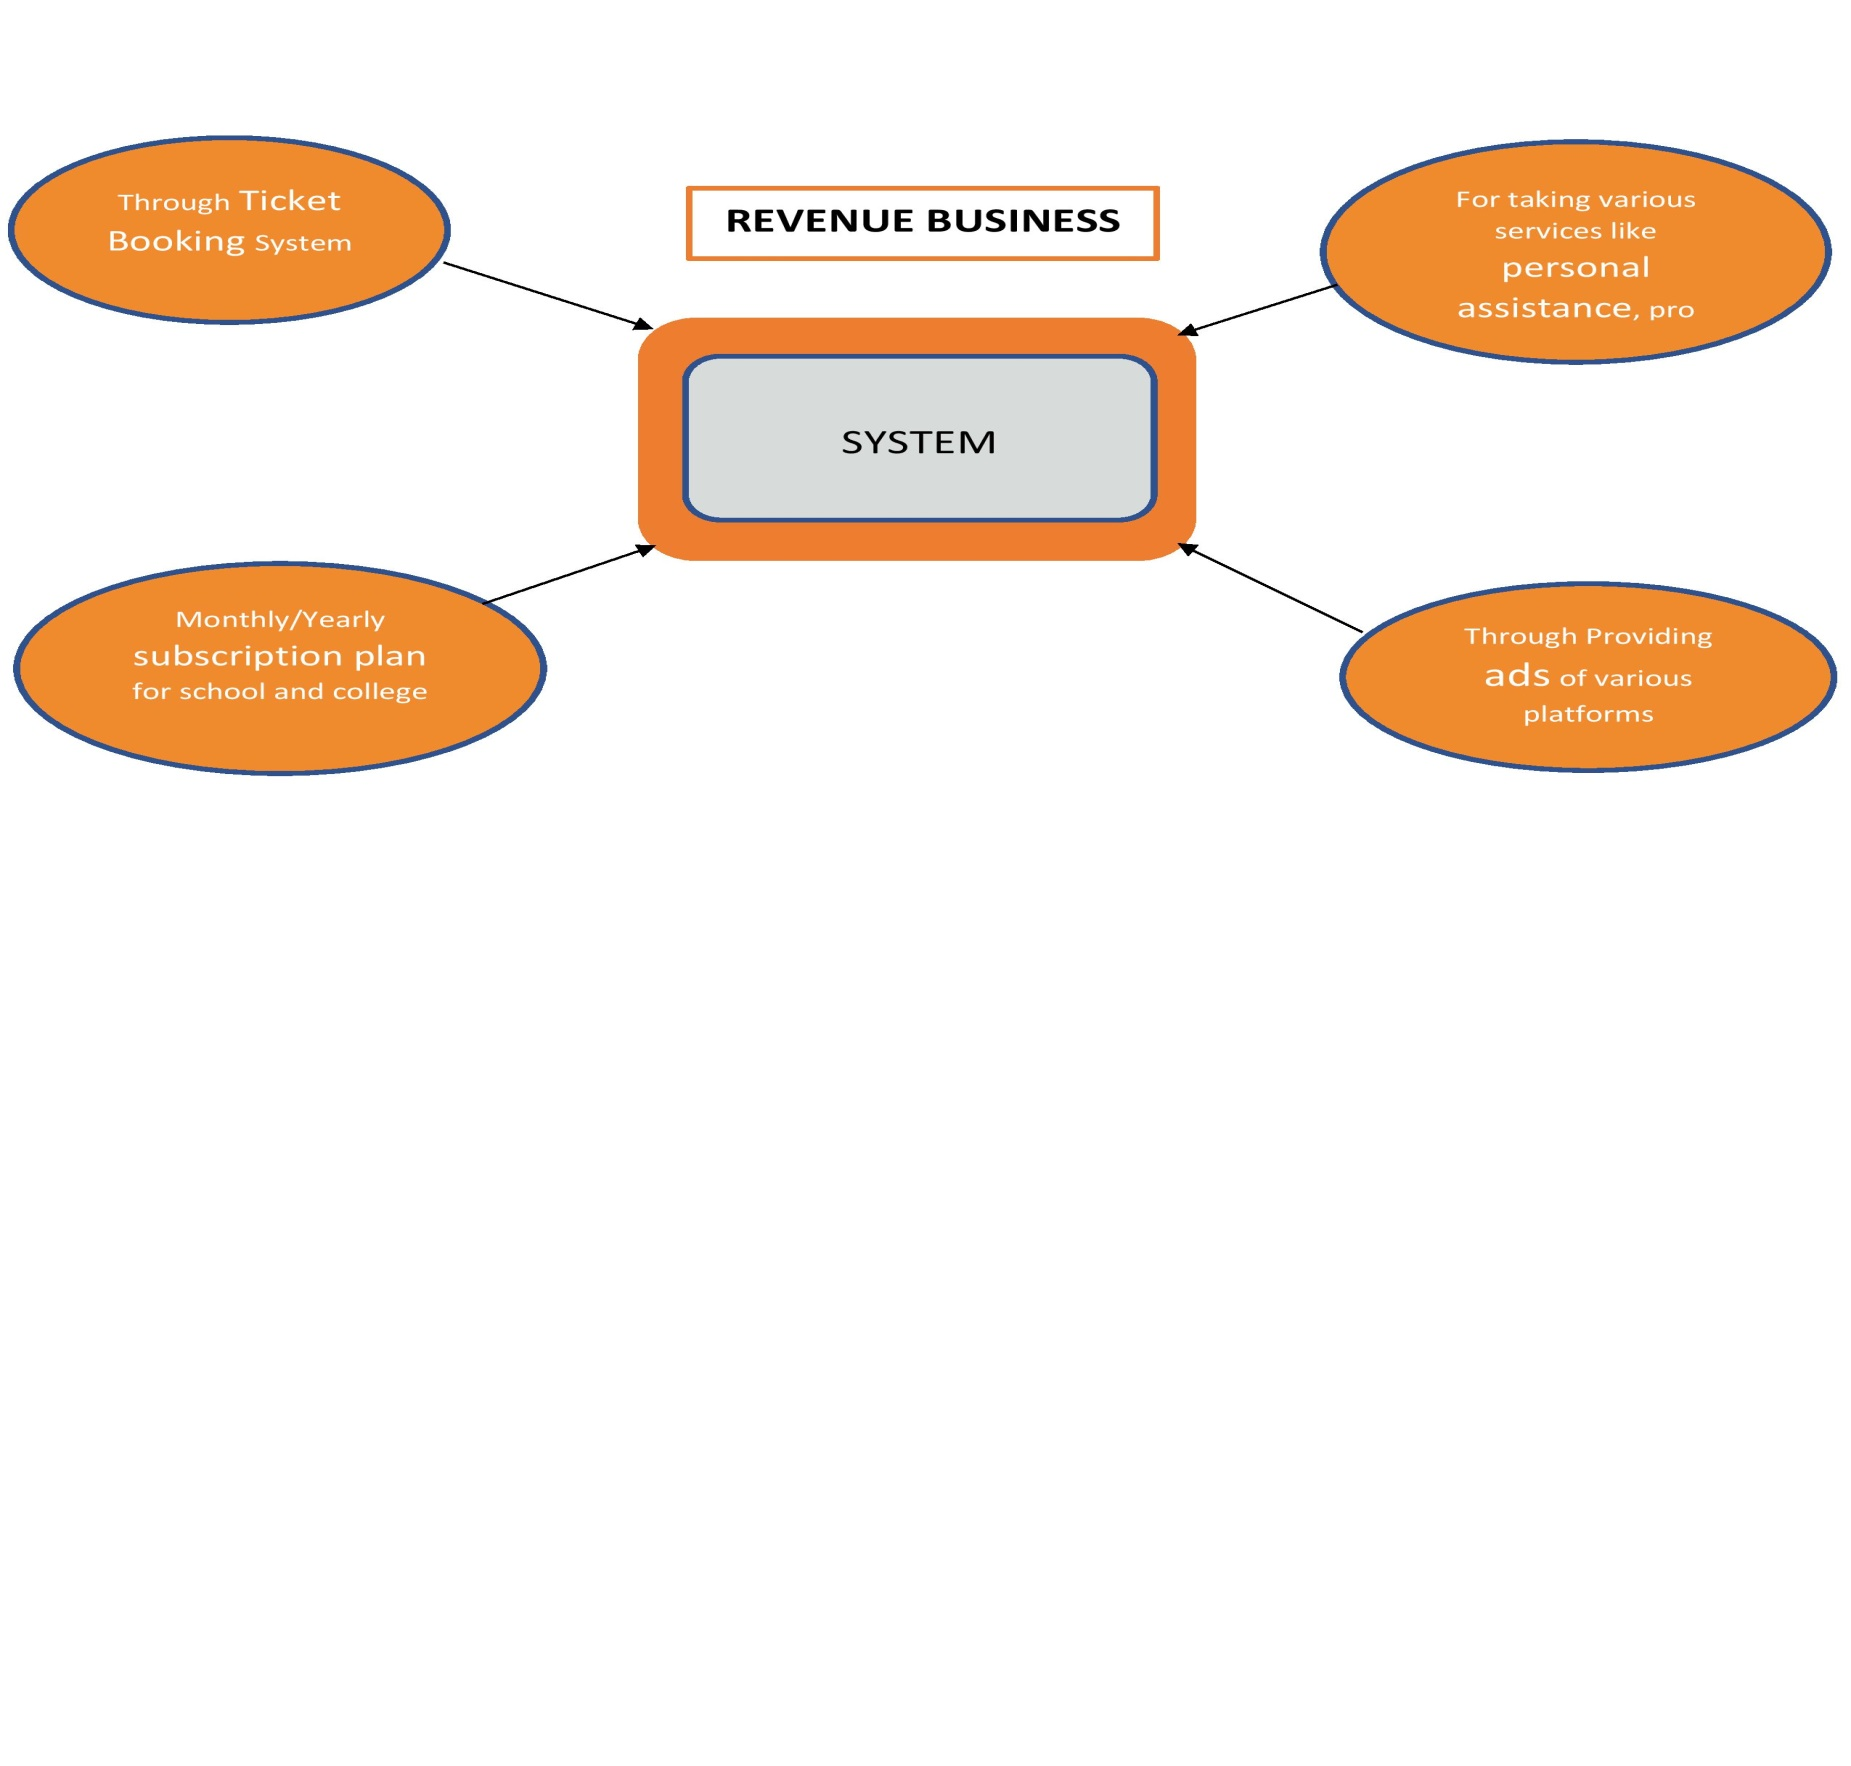 Through Ticket
Booking System
REVENUE BUSINESS
For taking various
services like
personal
assistance, pro
SYSTEM
Monthly/Yearly
subscription plan
for school and college
Through Providing
ads of various
platforms